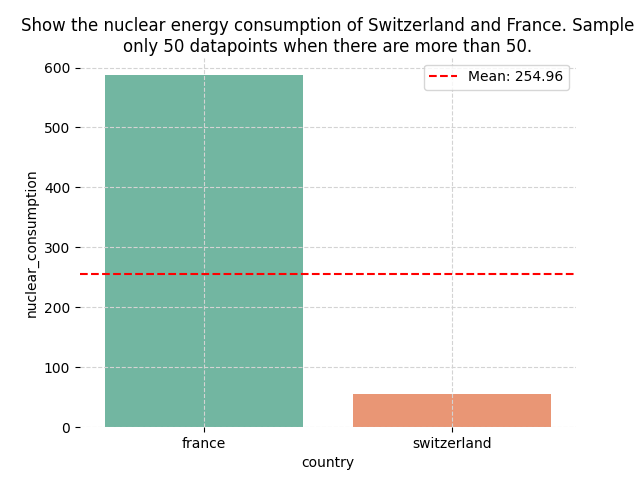 Show the nuclear energy consumption of Switzerland and France. Sample
only 50 datapoints when there are more than 50.
Mean: 254.96
600
500
400
300
200
100
0
nuclear_consumption
france
switzerland
country